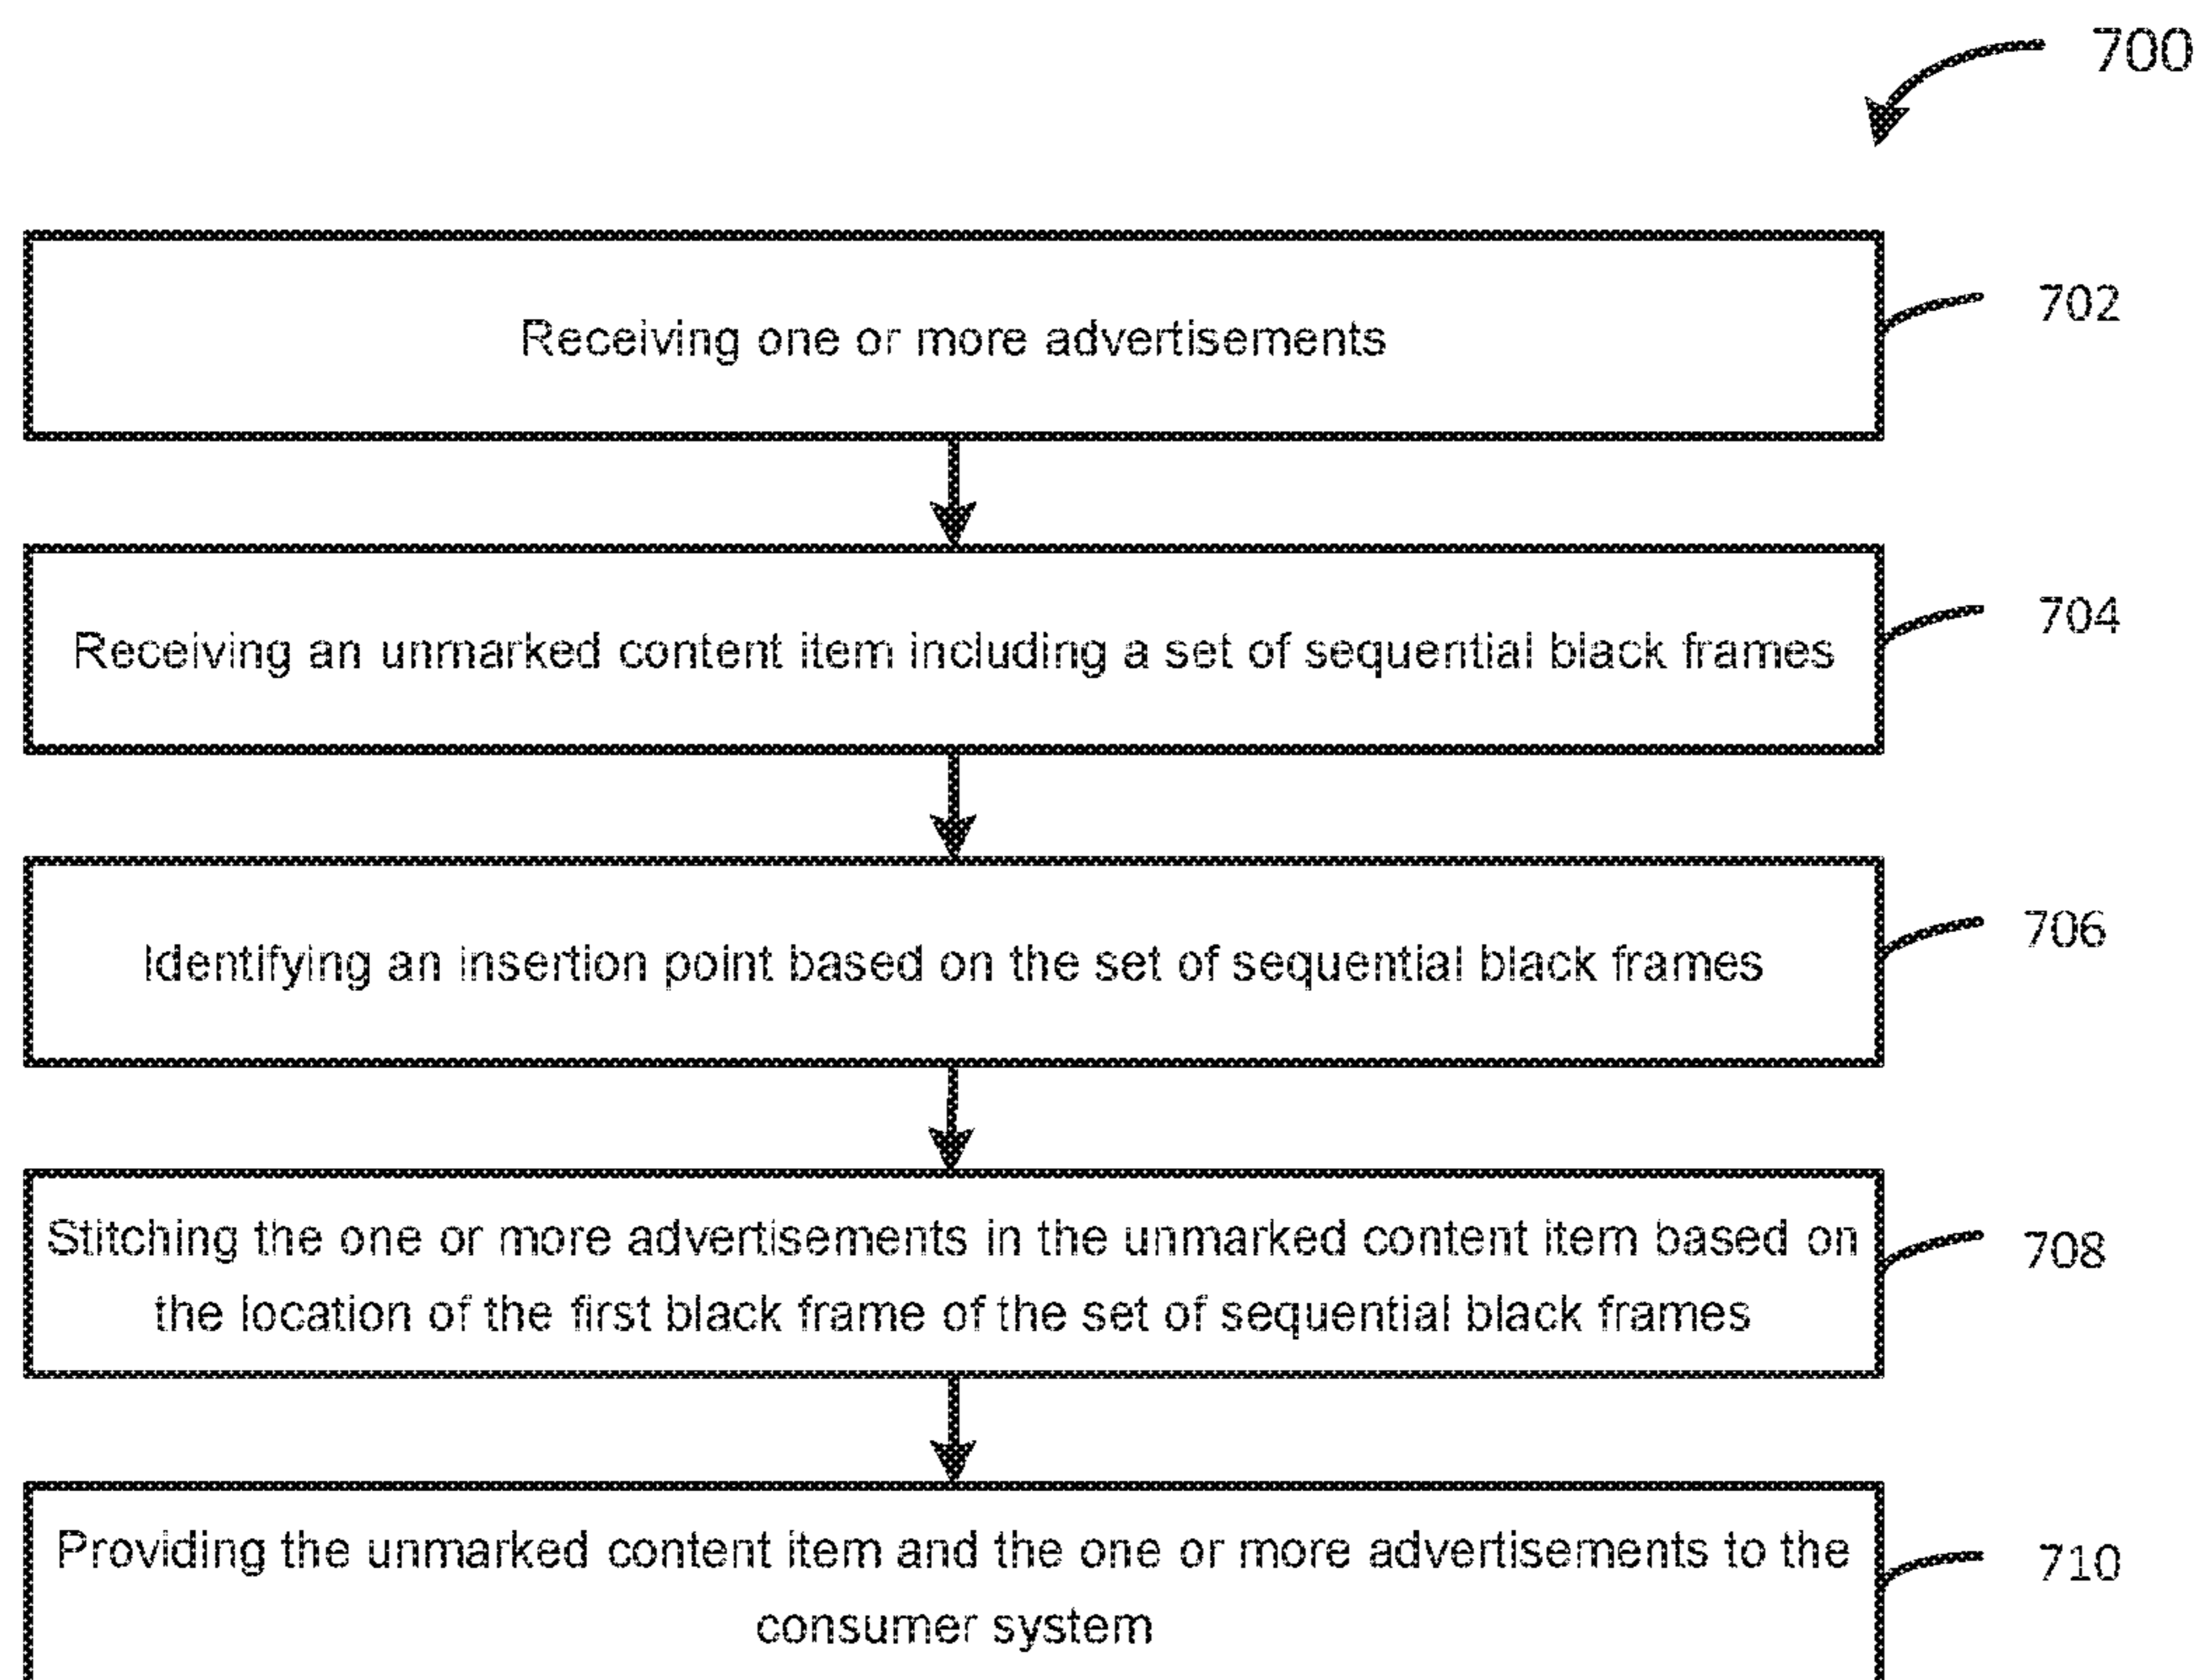 700
Receiving one or more advertisements
702
Receiving an unmarked content item including a set of sequential black frames
704
Identifying an insertion point based on the set of sequential black frames
706
Stitching the one or more advertisements in the unmarked content item based on
the location of the first black frame of the set of sequential black frames
708
Providing the unmarked content item and the one or more advertisements to the
consumer system
710